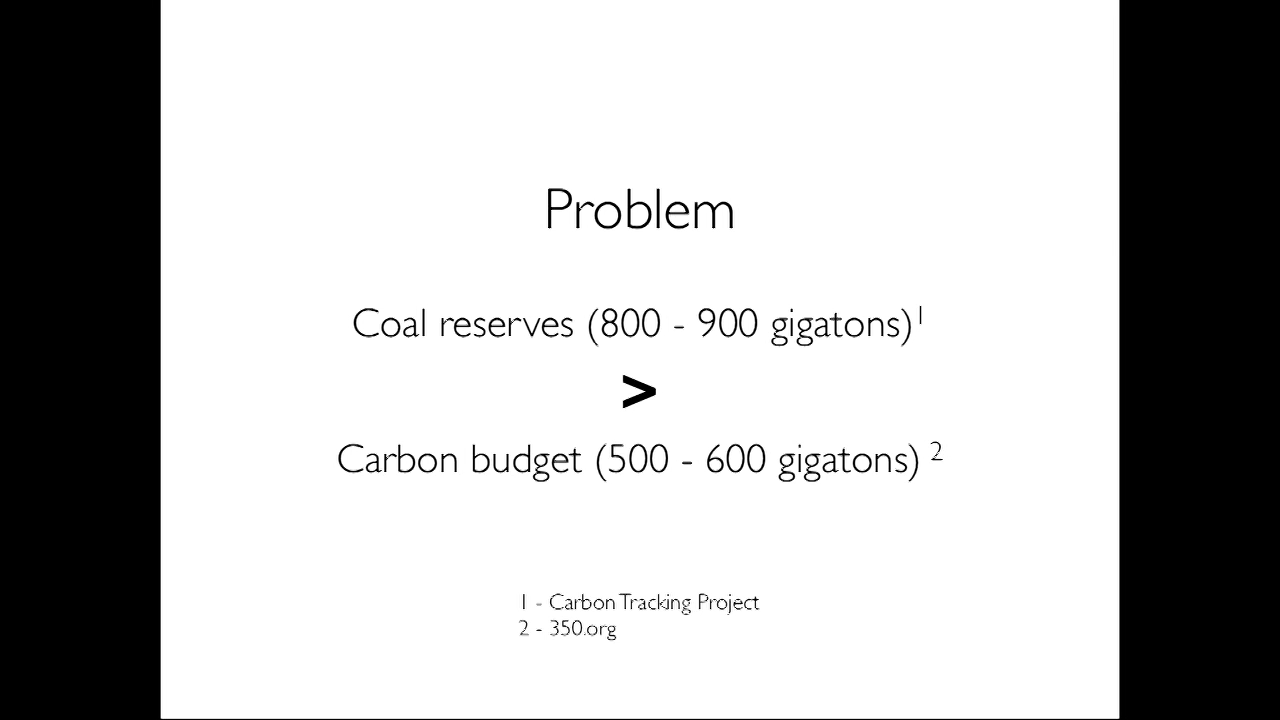 Problem
Coal reserves (800 - 900 gigatons)¹
>
Carbon budget (500 - 600 gigatons) ²
1 - Carbon Tracking Project
2 - 350.org